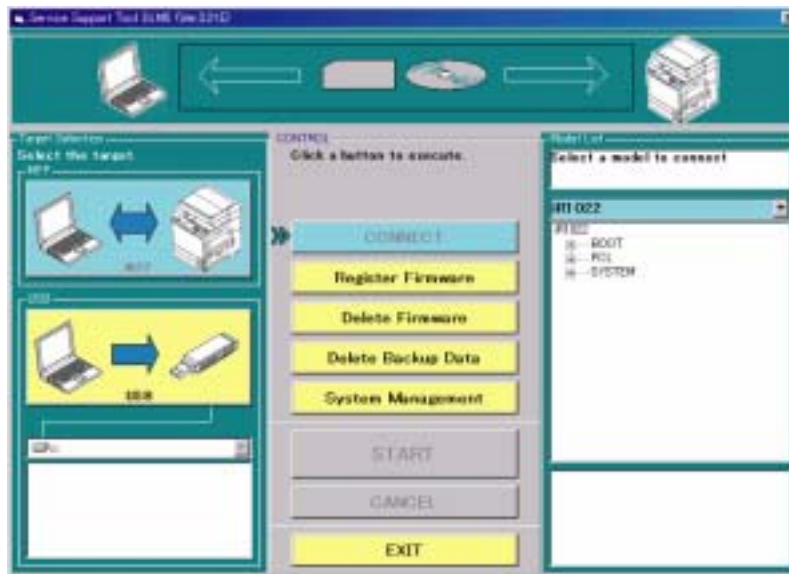 Service Support Tool
Target Selection
Select the target
MFP
USB
USB
CONTROL
Click a button to execute.
CONNECT
Register Firmware
Delete Firmware
Delete Backup Data
System Management
START
CANCEL
EXIT
Model List
Select a model to connect
BOOT
SYSTEM